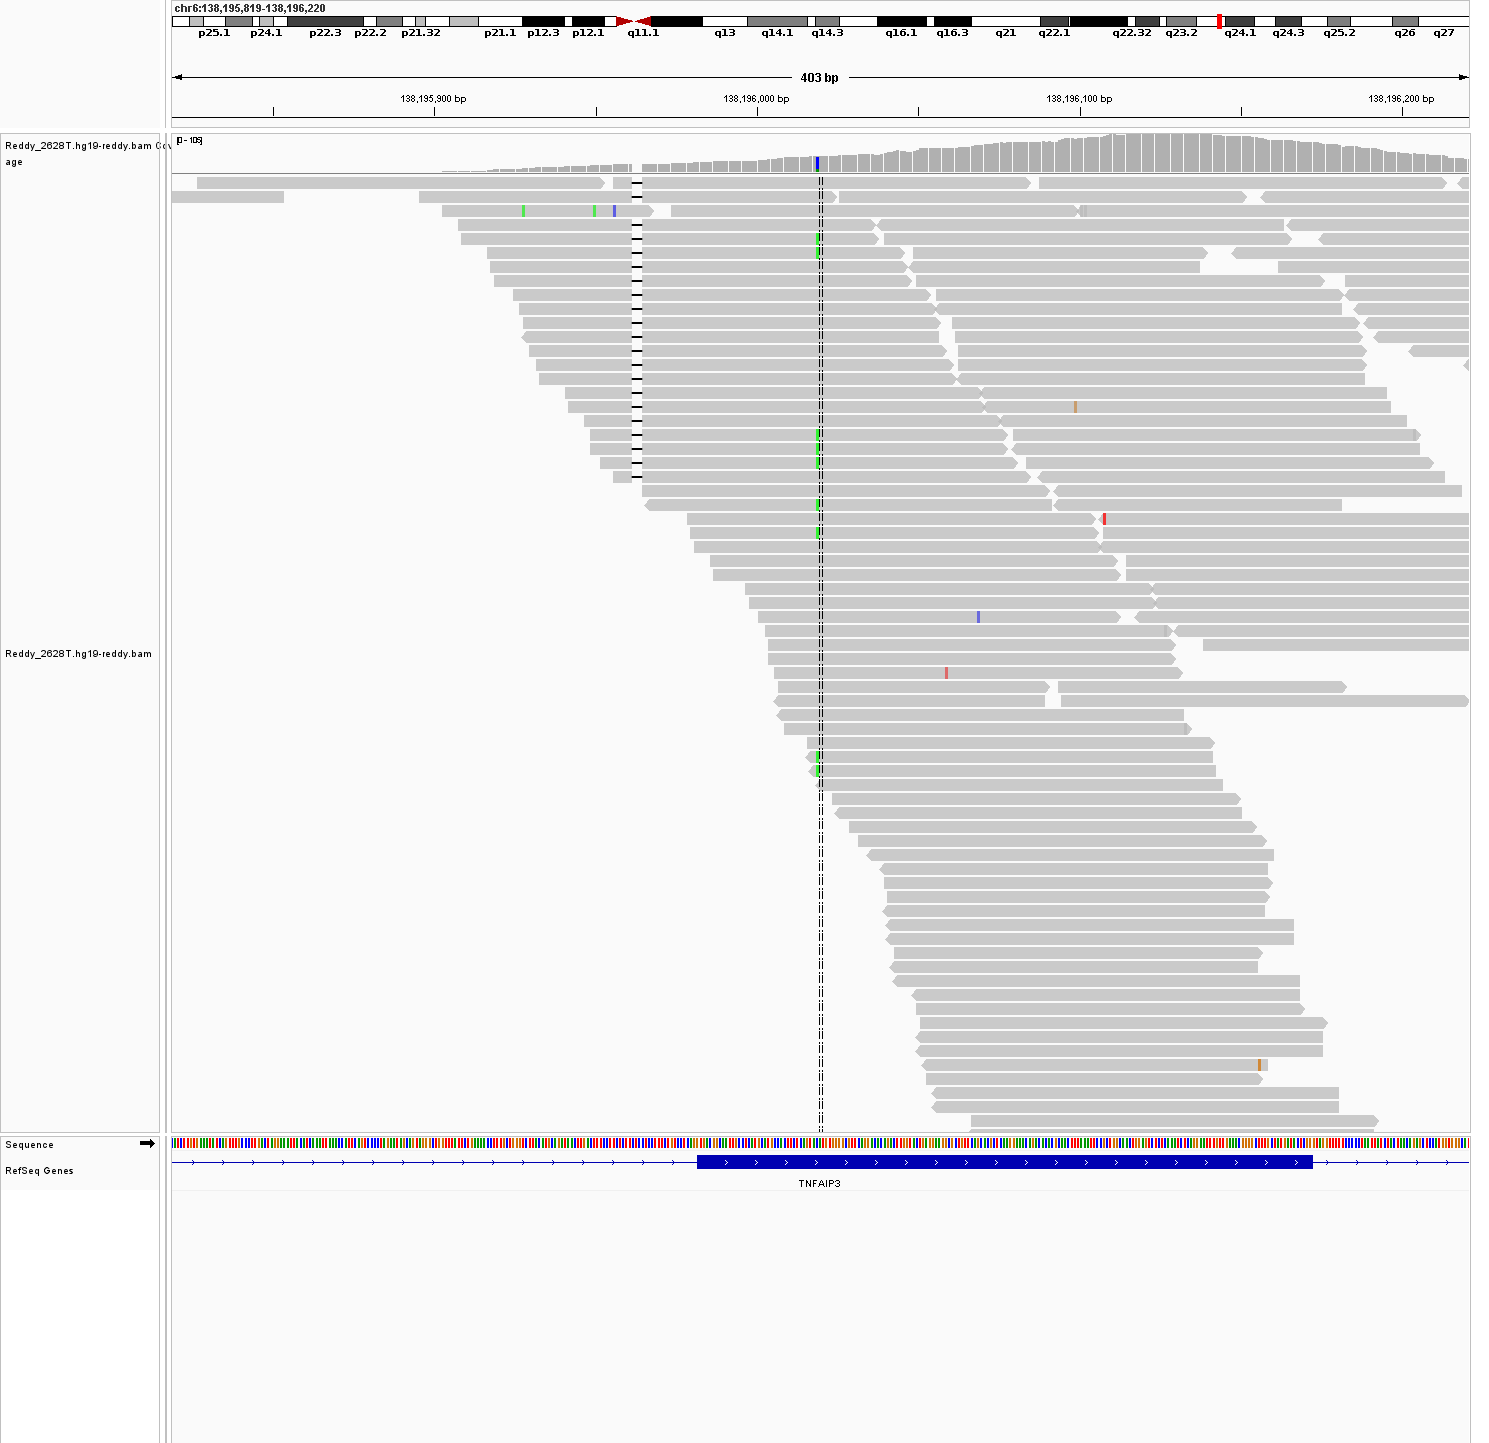 chr6:138,195,819-138,196,220
p25.1 p24.1 p22.3 p22.2 p21.32 p21.1 p12.3 p12.1 q11.1 q13 q14.1 q14.3 q16.1 q16.3 q21 q22.1 q22.32 q23.2 q24.1 q24.3 q25.2 q26 q27
403 bp
138,195,900 bp 138,196,000 bp 138,196,100 bp 138,196,200 bp
[0 - 106]
Reddy_2628T.hg19-reddy.bam Cov
age
Reddy_2628T.hg19-reddy.bam
Sequence
RefSeq Genes
TNFAIP3